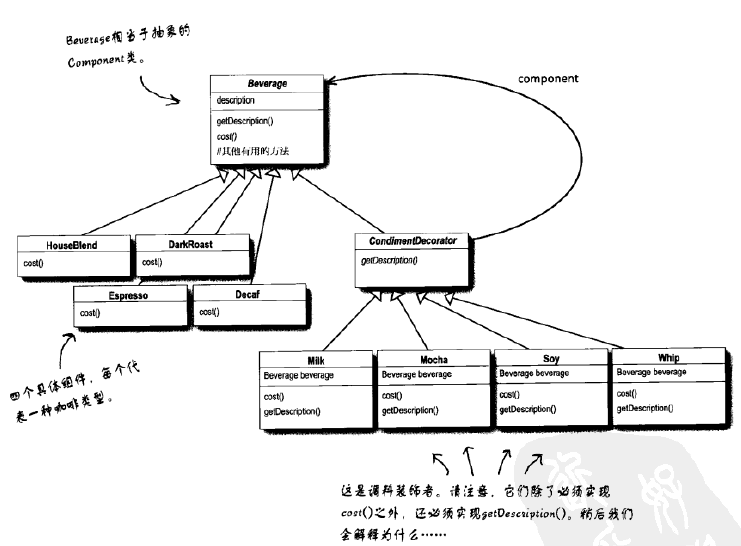 Beverage相当于抽象的
Component类。
component
Beverage
description
getDescription()
cost()
//其他有用的方法
HouseBlend
cost()
DarkRoast
cost()
CondimentDecorator
getDescription()
Espresso
cost()
Decaf
cost()
四个具体组件，每个代
表一种咖啡类型。
Milk
Beverage beverage
cost()
getDescription()
Mocha
Beverage beverage
cost()
getDescription()
Soy
Beverage beverage
cost()
getDescription()
Whip
Beverage beverage
cost()
getDescription()
这是调料装饰者。请注意，它们除了必须实现
cost()之外，还必须实现getDescription()。稍后我们
会解释为什么……